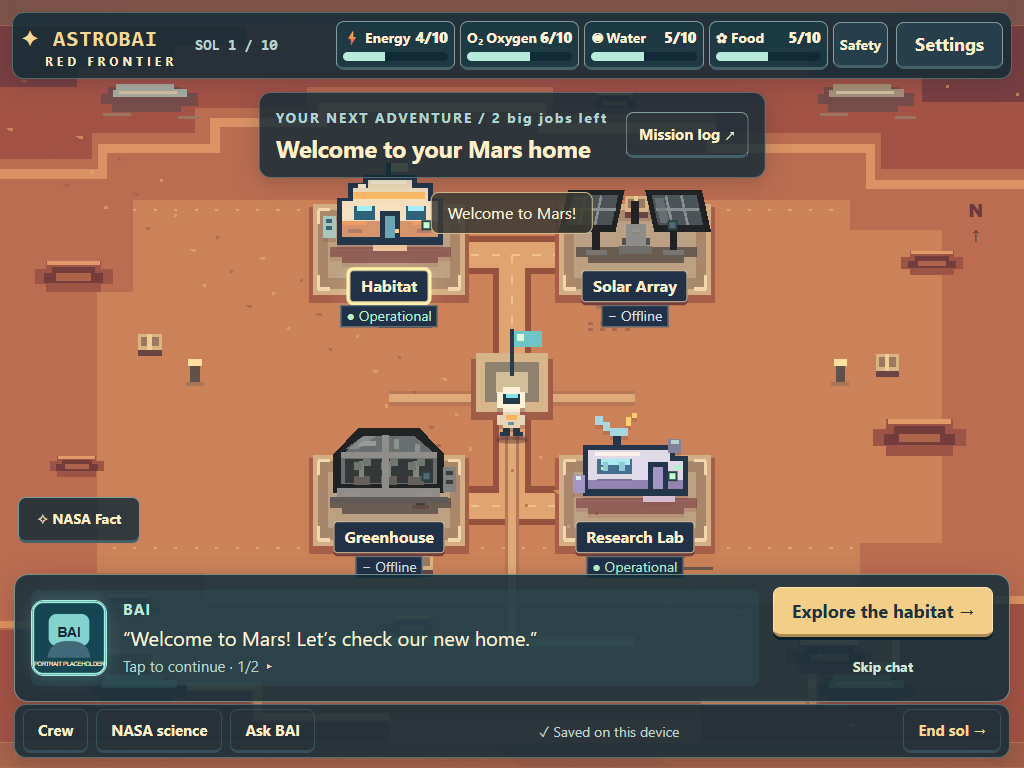 ✦ ASTROBAI
RED FRONTIER
SOL 1 / 10
Energy 4/10
O₂ Oxygen 6/10
Water 5/10
Food 5/10
Safety
Settings
YOUR NEXT ADVENTURE / 2 big jobs left
Welcome to your Mars home
Mission log ↗
Welcome to Mars!
N
↑
Habitat
● Operational
Solar Array
– Offline
Greenhouse
– Offline
Research Lab
● Operational
✧ NASA Fact
BAI
PORTRAIT PLACEHOLDER
BAI
“Welcome to Mars! Let’s check our new home.”
Tap to continue · 1/2 ▸
Explore the habitat →
Skip chat
Crew
NASA science
Ask BAI
✓ Saved on this device
End sol →